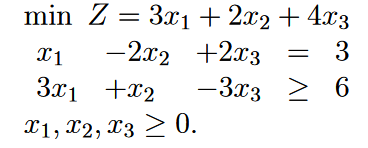 min Z = 3x₁ + 2x₂ + 4x₃
x₁ −2x₂ +2x₃ = 3
3x₁ +x₂ −3x₃ ≥ 6
x₁, x₂, x₃ ≥ 0.